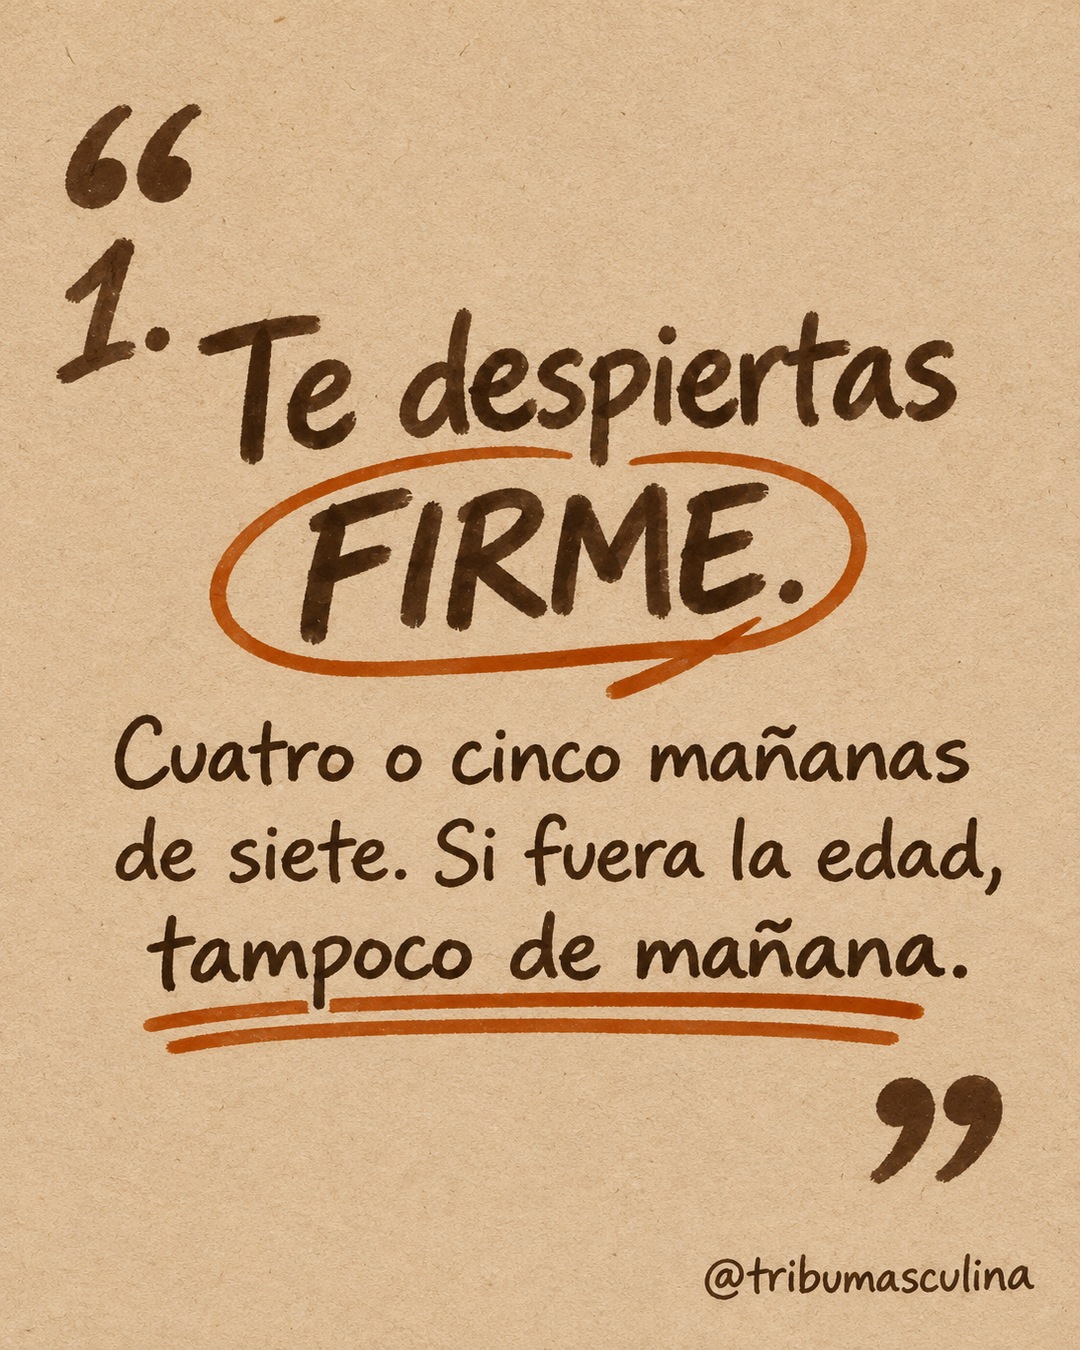 “
1. Te despiertas
FIRME.
Cuatro o cinco mañanas
de siete. Si fuera la edad,
tampoco de mañana.
”
@tribumasculina